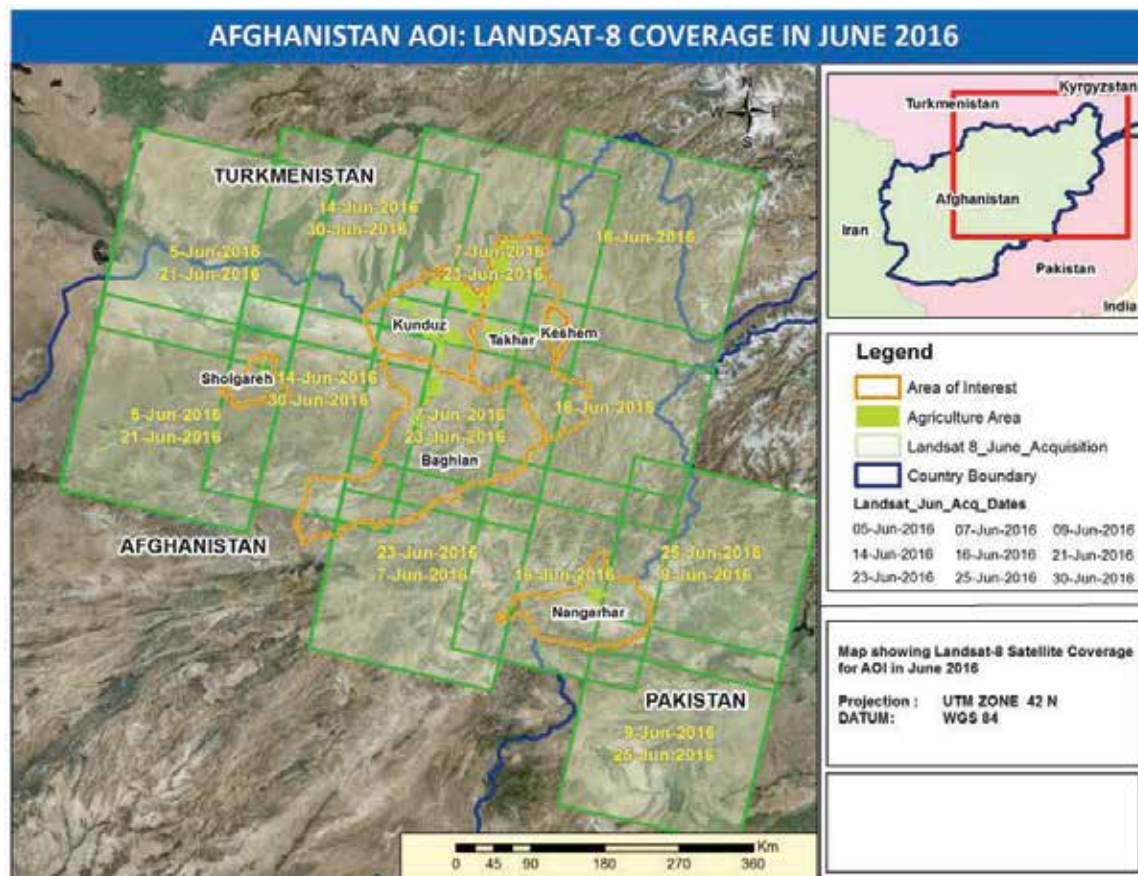 AFGHANISTAN AOI: LANDSAT-8 COVERAGE IN JUNE 2016
N
W E
S
TURKMENISTAN
14-Jun-2016
30-Jun-2016
5-Jun-2016
21-Jun-2016
7-Jun-2016
23-Jun-2016
16-Jun-2016
Kunduz
Takhar
Keshem
Sholgareh
14-Jun-2016
30-Jun-2016
5-Jun-2016
21-Jun-2016
7-Jun-2016
23-Jun-2016
16-Jun-2016
Baghlan
AFGHANISTAN
23-Jun-2016
7-Jun-2016
16-Jun-2016
25-Jun-2016
9-Jun-2016
Nangarhar
PAKISTAN
9-Jun-2016
25-Jun-2016
Km
0 45 90 180 270 360
Kyrgyzstan
Turkmenistan
Afghanistan
Iran
Pakistan
India
Legend
Area of Interest
Agriculture Area
Landsat 8_June_Acquisition
Country Boundary
Landsat_Jun_Acq_Dates
05-Jun-2016 07-Jun-2016 09-Jun-2016
14-Jun-2016 16-Jun-2016 21-Jun-2016
23-Jun-2016 25-Jun-2016 30-Jun-2016
Map showing Landsat-8 Satellite Coverage
for AOI in June 2016
Projection : UTM ZONE 42 N
DATUM: WGS 84